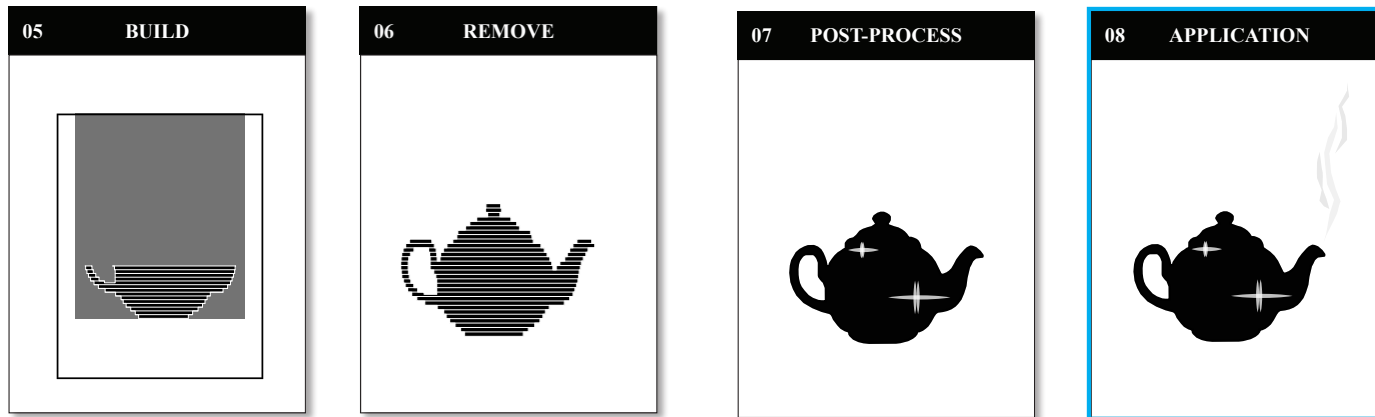 05 BUILD
06 REMOVE
07 POST-PROCESS
08 APPLICATION